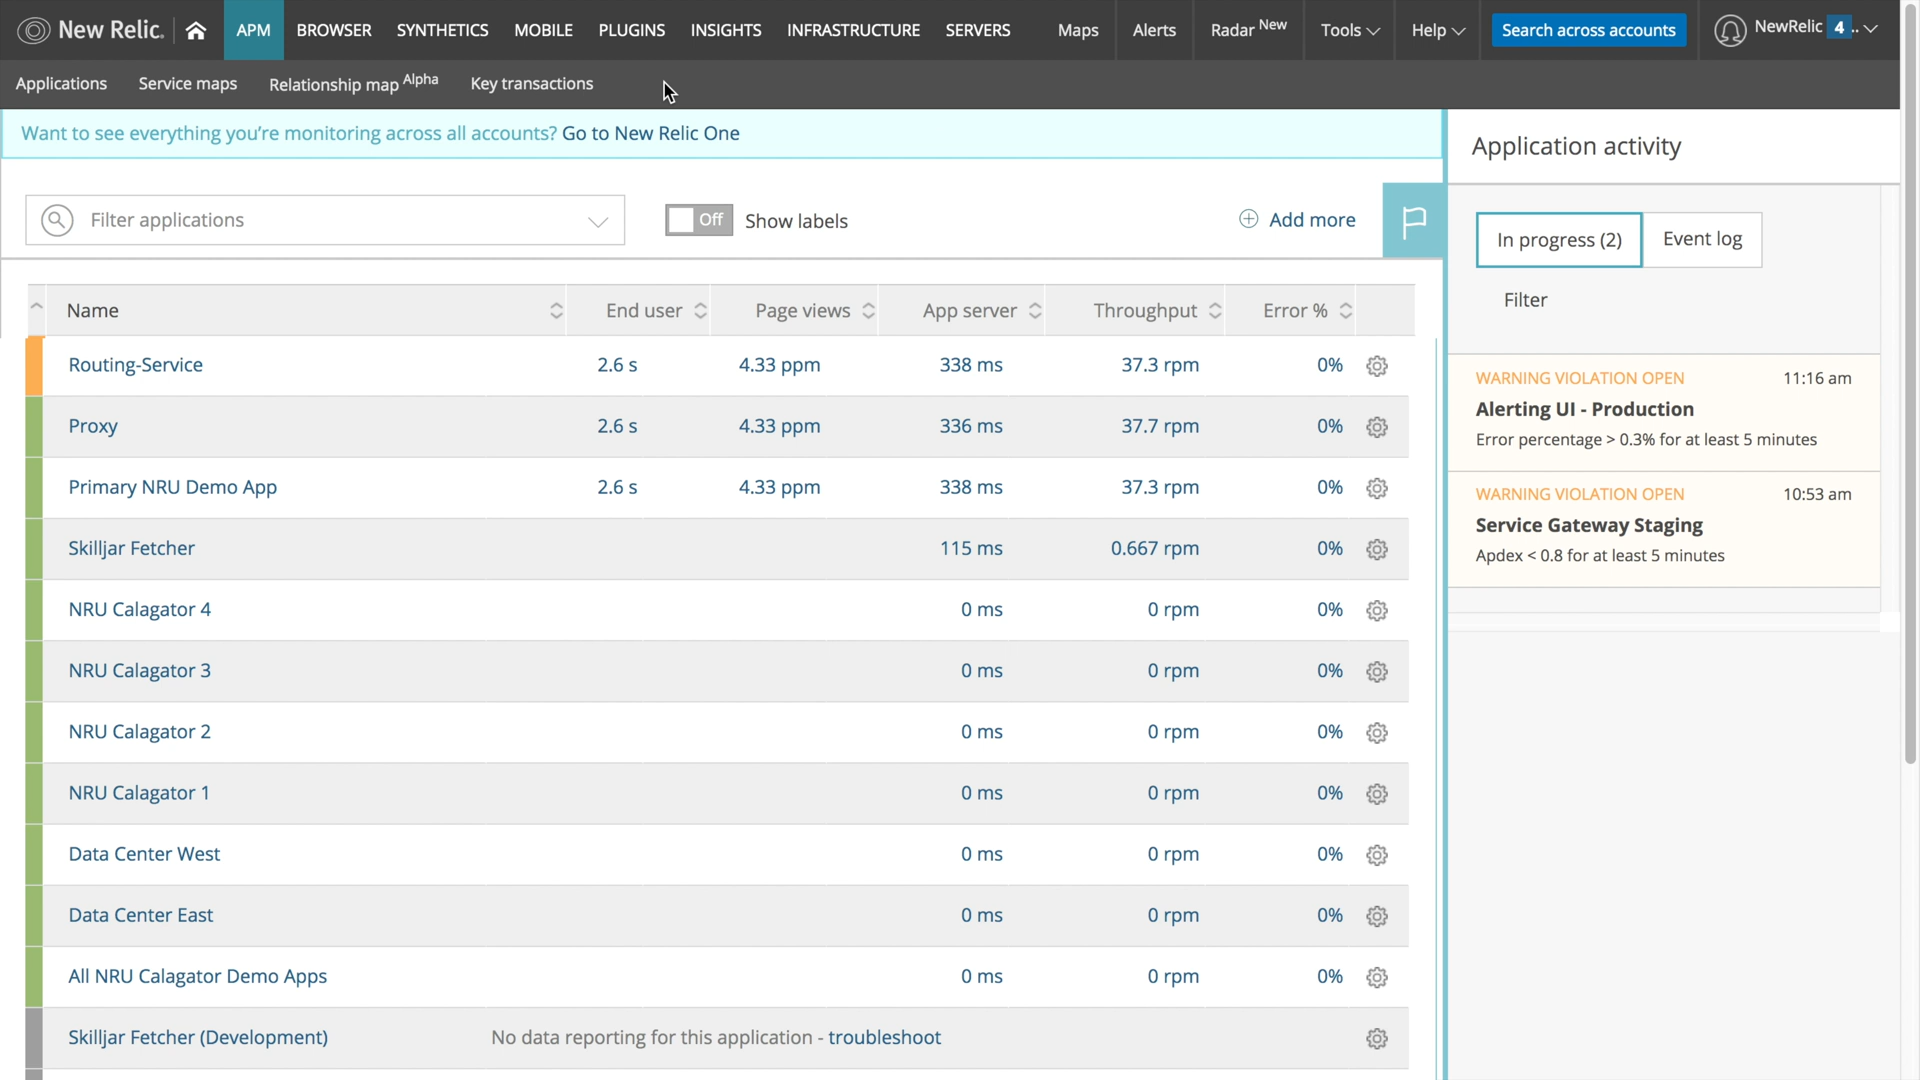 New Relic.
APM BROWSER SYNTHETICS MOBILE PLUGINS INSIGHTS INFRASTRUCTURE SERVERS Maps Alerts Radar New Tools Help Search across accounts NewRelic 4 ..
Applications Service maps Relationship map Alpha Key transactions
Want to see everything you're monitoring across all accounts? Go to New Relic One
Filter applications Off Show labels Add more
Name End user Page views App server Throughput Error %
Routing-Service 2.6 s 4.33 ppm 338 ms 37.3 rpm 0%
Proxy 2.6 s 4.33 ppm 336 ms 37.7 rpm 0%
Primary NRU Demo App 2.6 s 4.33 ppm 338 ms 37.3 rpm 0%
Skilljar Fetcher 115 ms 0.667 rpm 0%
NRU Calagator 4 0 ms 0 rpm 0%
NRU Calagator 3 0 ms 0 rpm 0%
NRU Calagator 2 0 ms 0 rpm 0%
NRU Calagator 1 0 ms 0 rpm 0%
Data Center West 0 ms 0 rpm 0%
Data Center East 0 ms 0 rpm 0%
All NRU Calagator Demo Apps 0 ms 0 rpm 0%
Skilljar Fetcher (Development) No data reporting for this application - troubleshoot
Application activity
In progress (2) Event log
Filter
WARNING VIOLATION OPEN 11:16 am
Alerting UI - Production
Error percentage > 0.3% for at least 5 minutes
WARNING VIOLATION OPEN 10:53 am
Service Gateway Staging
Apdex < 0.8 for at least 5 minutes